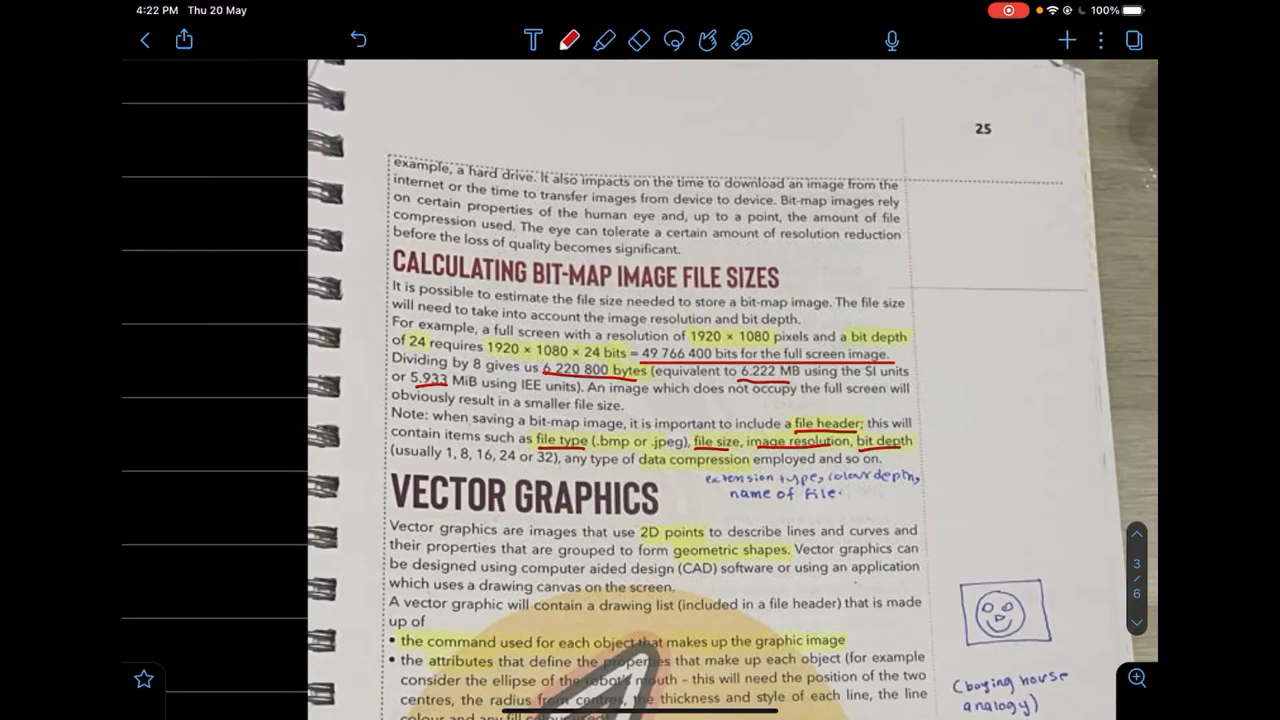 4:22 PM Thu 20 May
100%
T
25
example, a hard drive. It also impacts on the time to download an image from the
internet or the time to transfer images from device to device. Bit-map images rely
on certain properties of the human eye and, up to a point, the amount of file
compression used. The eye can tolerate a certain amount of resolution reduction
before the loss of quality becomes significant.
CALCULATING BIT-MAP IMAGE FILE SIZES
It is possible to estimate the file size needed to store a bit-map image. The file size
will need to take into account the image resolution and bit depth.
For example, a full screen with a resolution of 1920 × 1080 pixels and a bit depth
of 24 requires 1920 × 1080 × 24 bits = 49 766 400 bits for the full screen image.
Dividing by 8 gives us 6 220 800 bytes (equivalent to 6.222 MB using the SI units
or 5.933 MiB using IEE units). An image which does not occupy the full screen will
obviously result in a smaller file size.
Note: when saving a bit-map image, it is important to include a file header; this will
contain items such as file type (.bmp or .jpeg), file size, image resolution, bit depth
(usually 1, 8, 16, 24 or 32), any type of data compression employed and so on.
extension type, colour depth,
name of file.
VECTOR GRAPHICS
Vector graphics are images that use 2D points to describe lines and curves and
their properties that are grouped to form geometric shapes. Vector graphics can
be designed using computer aided design (CAD) software or using an application
which uses a drawing canvas on the screen.
A vector graphic will contain a drawing list (included in a file header) that is made
up of
• the command used for each object that makes up the graphic image
• the attributes that define the properties that make up each object (for example
consider the ellipse of the robot's mouth – this will need the position of the two
centres, the radius from centres, the thickness and style of each line, the line
colour and any fill colour used)
3
/
6
(buying house
analogy)